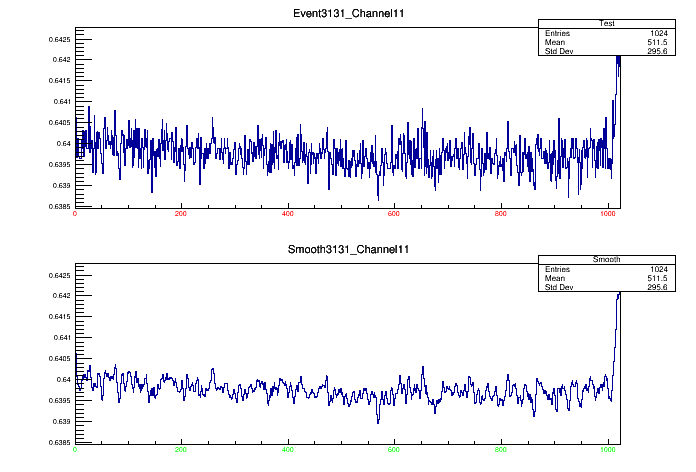 Event3131_Channel11
Test
Entries 1024
Mean 511.5
Std Dev 295.6
0.6425
0.642
0.6415
0.641
0.6405
0.64
0.6395
0.639
0.6385
0 200 400 600 800 1000
Smooth3131_Channel11
Smooth
Entries 1024
Mean 511.5
Std Dev 295.6
0.6425
0.642
0.6415
0.641
0.6405
0.64
0.6395
0.639
0.6385
0 200 400 600 800 1000